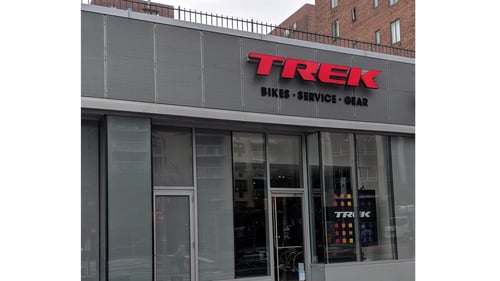 TREK
BIKES · SERVICE · GEAR
TREK